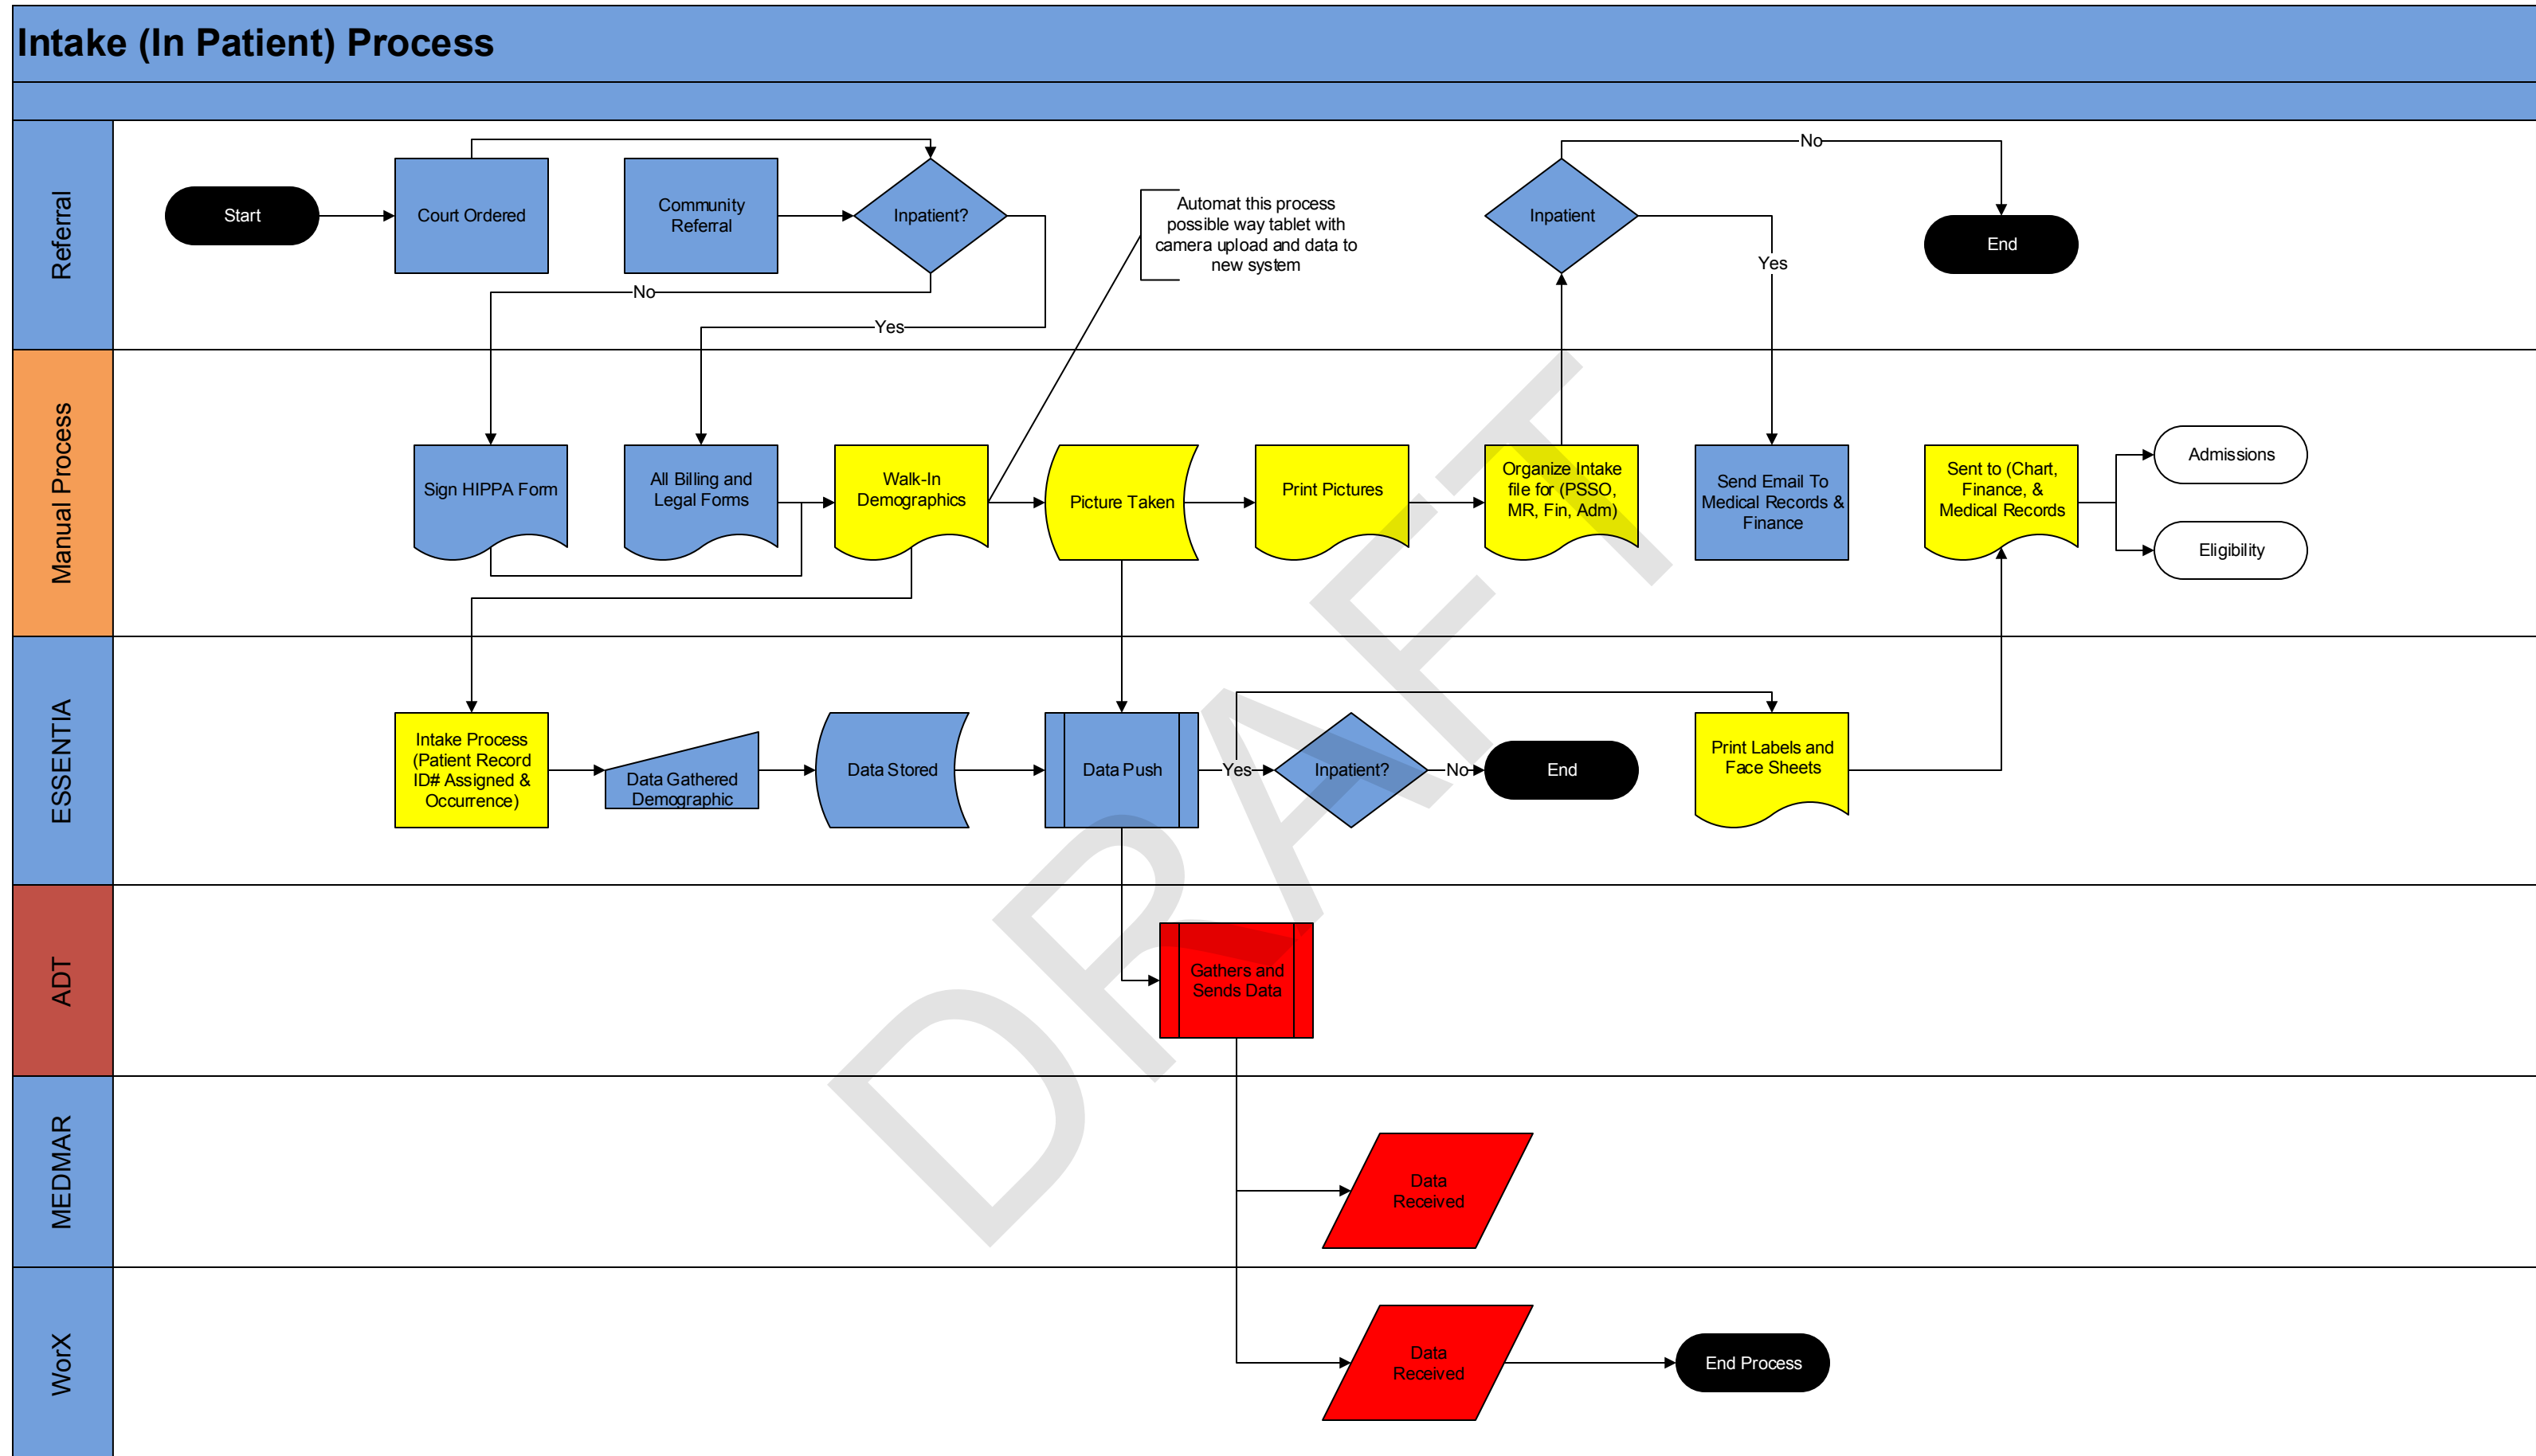 Intake (In Patient) Process
Referral
Start
Court Ordered
Community
Referral
Inpatient?
No
Yes
Automat this process
possible way tablet with
camera upload and data to
new system
Inpatient
No
Yes
End
Manual Process
Sign HIPPA Form
All Billing and
Legal Forms
Walk-In
Demographics
Picture Taken
Print Pictures
Organize Intake
file for (PSSO,
MR, Fin, Adm)
Send Email To
Medical Records &
Finance
Sent to (Chart,
Finance, &
Medical Records
Admissions
Eligibility
ESSENTIA
Intake Process
(Patient Record
ID# Assigned &
Occurrence)
Data Gathered
Demographic
Data Stored
Data Push
Yes
Inpatient?
No
End
Print Labels and
Face Sheets
ADT
Gathers and
Sends Data
MEDMAR
Data
Received
WorX
Data
Received
End Process
DRAFT